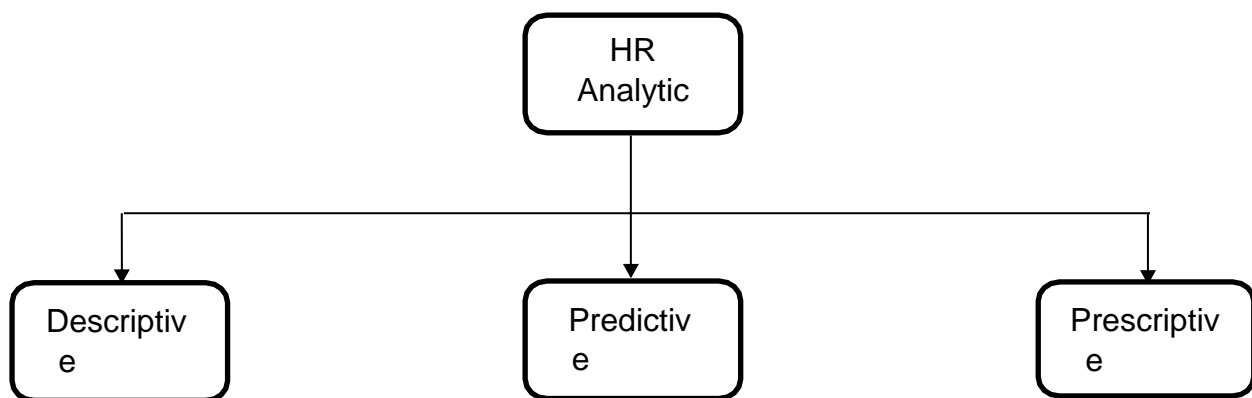 HR
Analytic
Descriptiv
e
Predictiv
e
Prescriptiv
e